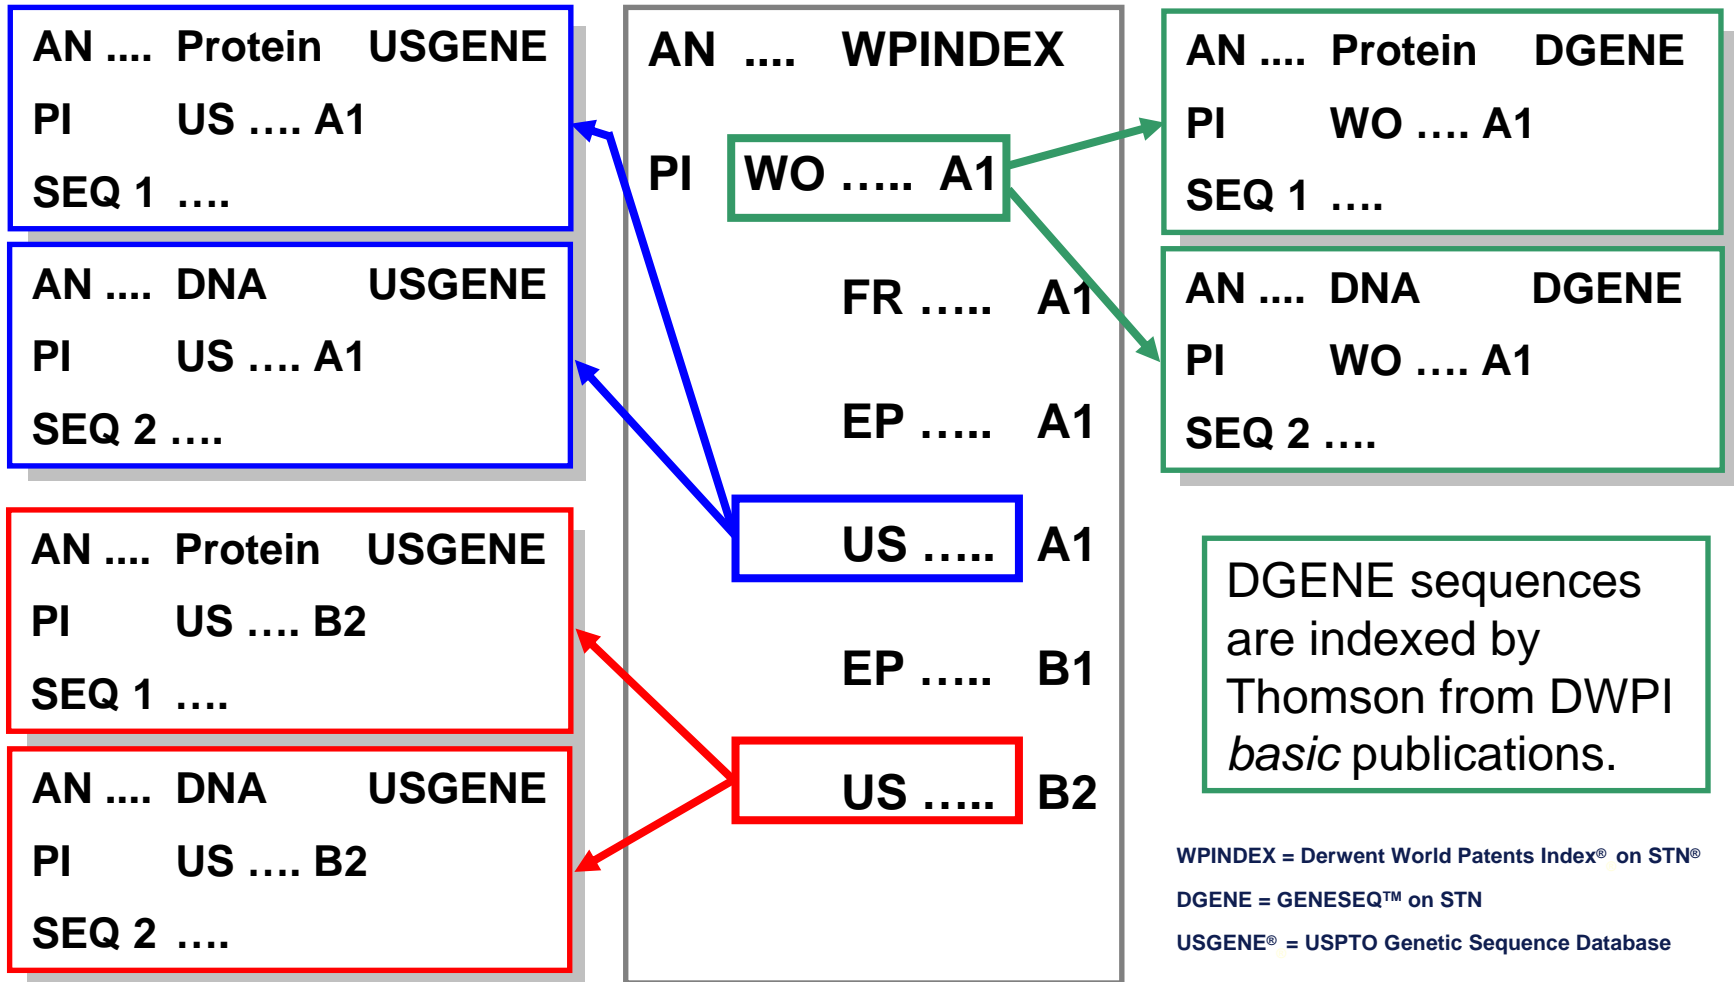 AN .... Protein USGENE
PI US .... A1
SEQ 1 ....
AN .... DNA USGENE
PI US .... A1
SEQ 2 ....
AN .... Protein USGENE
PI US .... B2
SEQ 1 ....
AN .... DNA USGENE
PI US .... B2
SEQ 2 ....
AN .... WPINDEX
PI WO ..... A1
FR ..... A1
EP ..... A1
US ..... A1
EP ..... B1
US ..... B2
AN .... Protein DGENE
PI WO .... A1
SEQ 1 ....
AN .... DNA DGENE
PI WO .... A1
SEQ 2 ....
DGENE sequences
are indexed by
Thomson from DWPI
basic publications.
WPINDEX = Derwent World Patents Index® on STN®
DGENE = GENESEQ™ on STN
USGENE® = USPTO Genetic Sequence Database